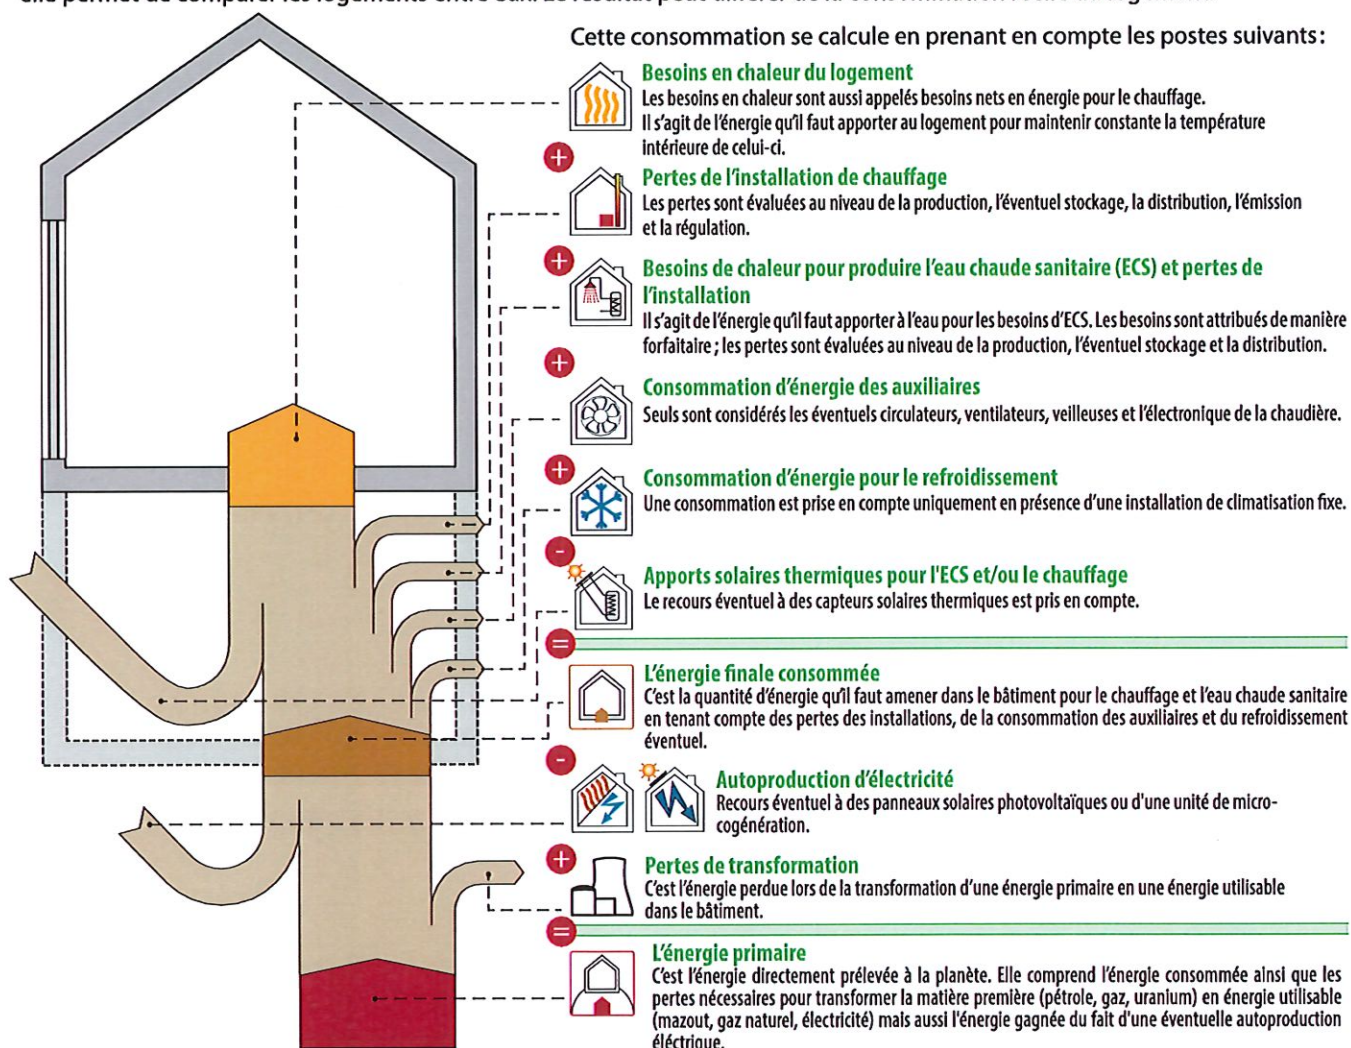 Cette consommation se calcule en prenant en compte les postes suivants:
Besoins en chaleur du logement
Les besoins en chaleur sont aussi appelés besoins nets en énergie pour le chauffage.
Il s'agit de l'énergie qu'il faut apporter au logement pour maintenir constante la température
intérieure de celui-ci.
+
Pertes de l'installation de chauffage
Les pertes sont évaluées au niveau de la production, l'éventuel stockage, la distribution, l'émission
et la régulation.
+
Besoins de chaleur pour produire l'eau chaude sanitaire (ECS) et pertes de
l'installation
Il s'agit de l'énergie qu'il faut apporter à l'eau pour les besoins d'ECS. Les besoins sont attribués de manière
forfaitaire ; les pertes sont évaluées au niveau de la production, l'éventuel stockage et la distribution.
+
Consommation d'énergie des auxiliaires
Seuls sont considérés les éventuels circulateurs, ventilateurs, veilleuses et l'électronique de la chaudière.
+
Consommation d'énergie pour le refroidissement
Une consommation est prise en compte uniquement en présence d'une installation de climatisation fixe.
-
Apports solaires thermiques pour l'ECS et/ou le chauffage
Le recours éventuel à des capteurs solaires thermiques est pris en compte.
=
L'énergie finale consommée
C'est la quantité d'énergie qu'il faut amener dans le bâtiment pour le chauffage et l'eau chaude sanitaire
en tenant compte des pertes des installations, de la consommation des auxiliaires et du refroidissement
éventuel.
-
Autoproduction d'électricité
Recours éventuel à des panneaux solaires photovoltaïques ou d'une unité de micro-
cogénération.
+
Pertes de transformation
C'est l'énergie perdue lors de la transformation d'une énergie primaire en une énergie utilisable
dans le bâtiment.
=
L'énergie primaire
C'est l'énergie directement prélevée à la planète. Elle comprend l'énergie consommée ainsi que les
pertes nécessaires pour transformer la matière première (pétrole, gaz, uranium) en énergie utilisable
(mazout, gaz naturel, électricité) mais aussi l'énergie gagnée du fait d'une éventuelle autoproduction
éléctrique.